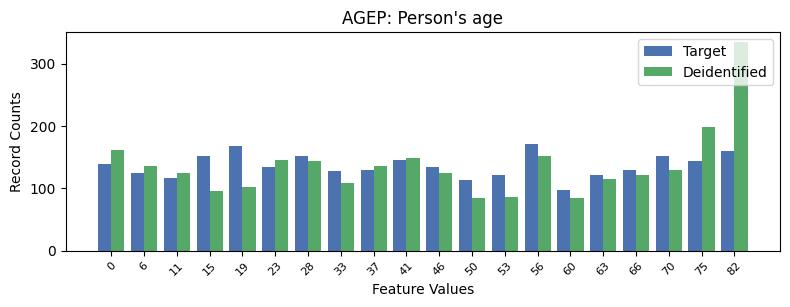 AGEP: Person's age
Target
Deidentified
Record Counts
300
200
100
0
0 6 11 15 19 23 28 33 37 41 46 50 53 56 60 63 66 70 75 82
Feature Values